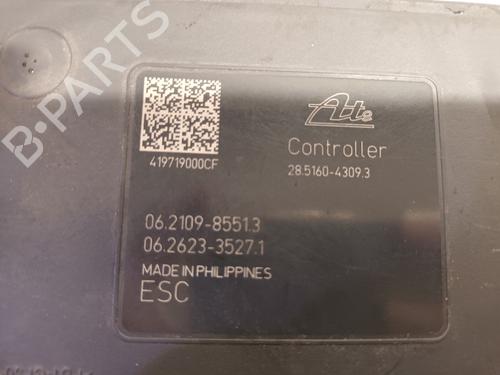 B-PARTS
Ate
Controller
419719000CF
28.5160-4309.3
06.2109-8551.3
06.2623-3527.1
MADE IN PHILIPPINES
ESC